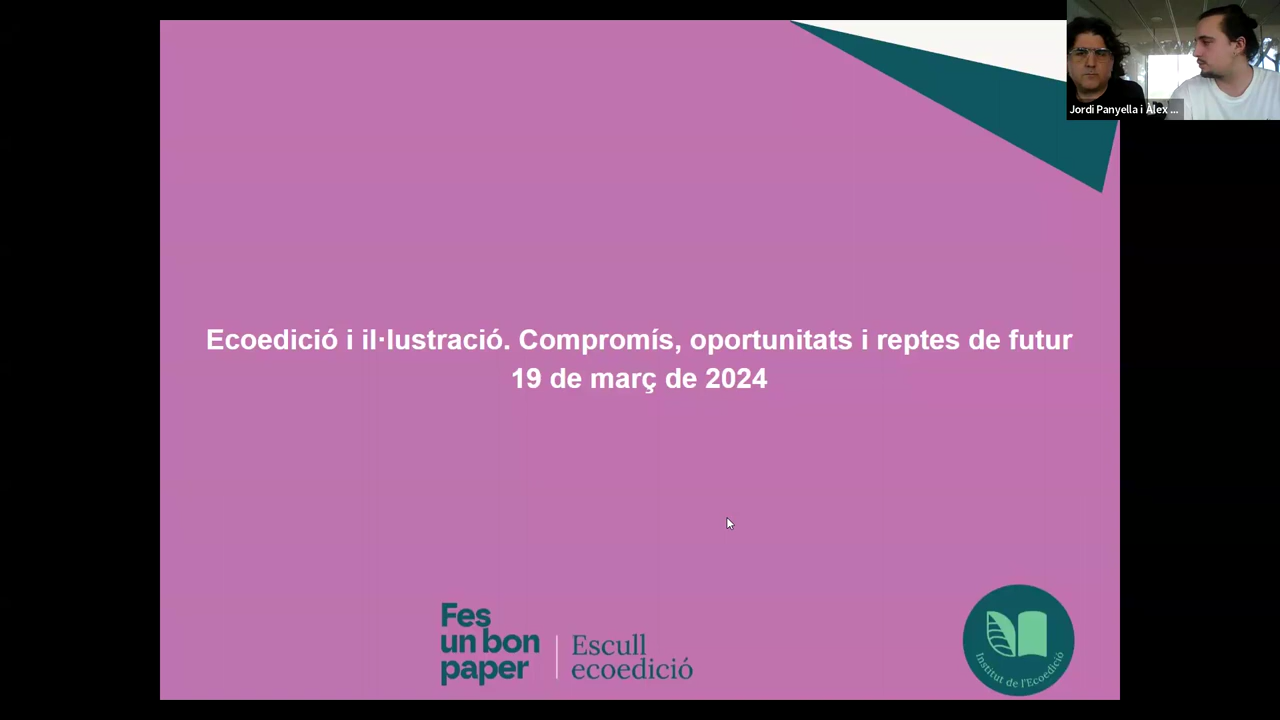 Jordi Panyella i Àlex ...
Ecoedició i il·lustració. Compromís, oportunitats i reptes de futur
19 de març de 2024
Fes
un bon
paper
Escull
ecoedició
Institut de l'Ecoedició